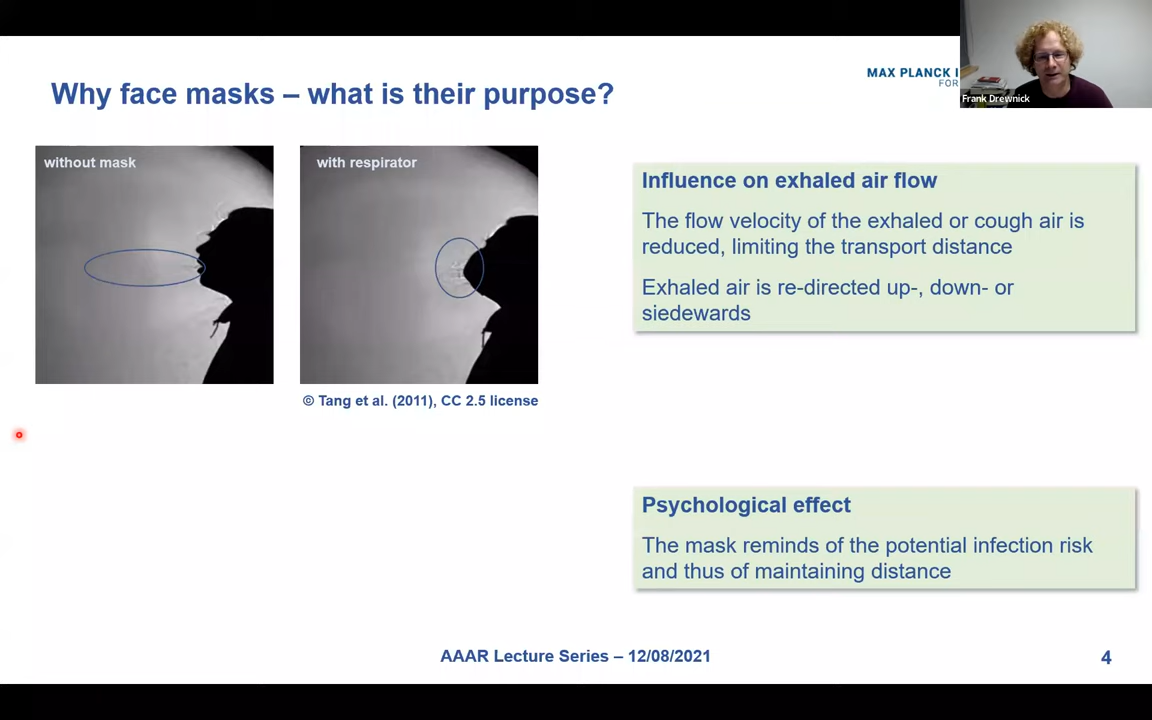 MAX PLANCK I
FOR
Frank Drewnick
Why face masks – what is their purpose?
without mask
with respirator
© Tang et al. (2011), CC 2.5 license
Influence on exhaled air flow
The flow velocity of the exhaled or cough air is
reduced, limiting the transport distance
Exhaled air is re-directed up-, down- or
siedewards
Psychological effect
The mask reminds of the potential infection risk
and thus of maintaining distance
AAAR Lecture Series – 12/08/2021
4